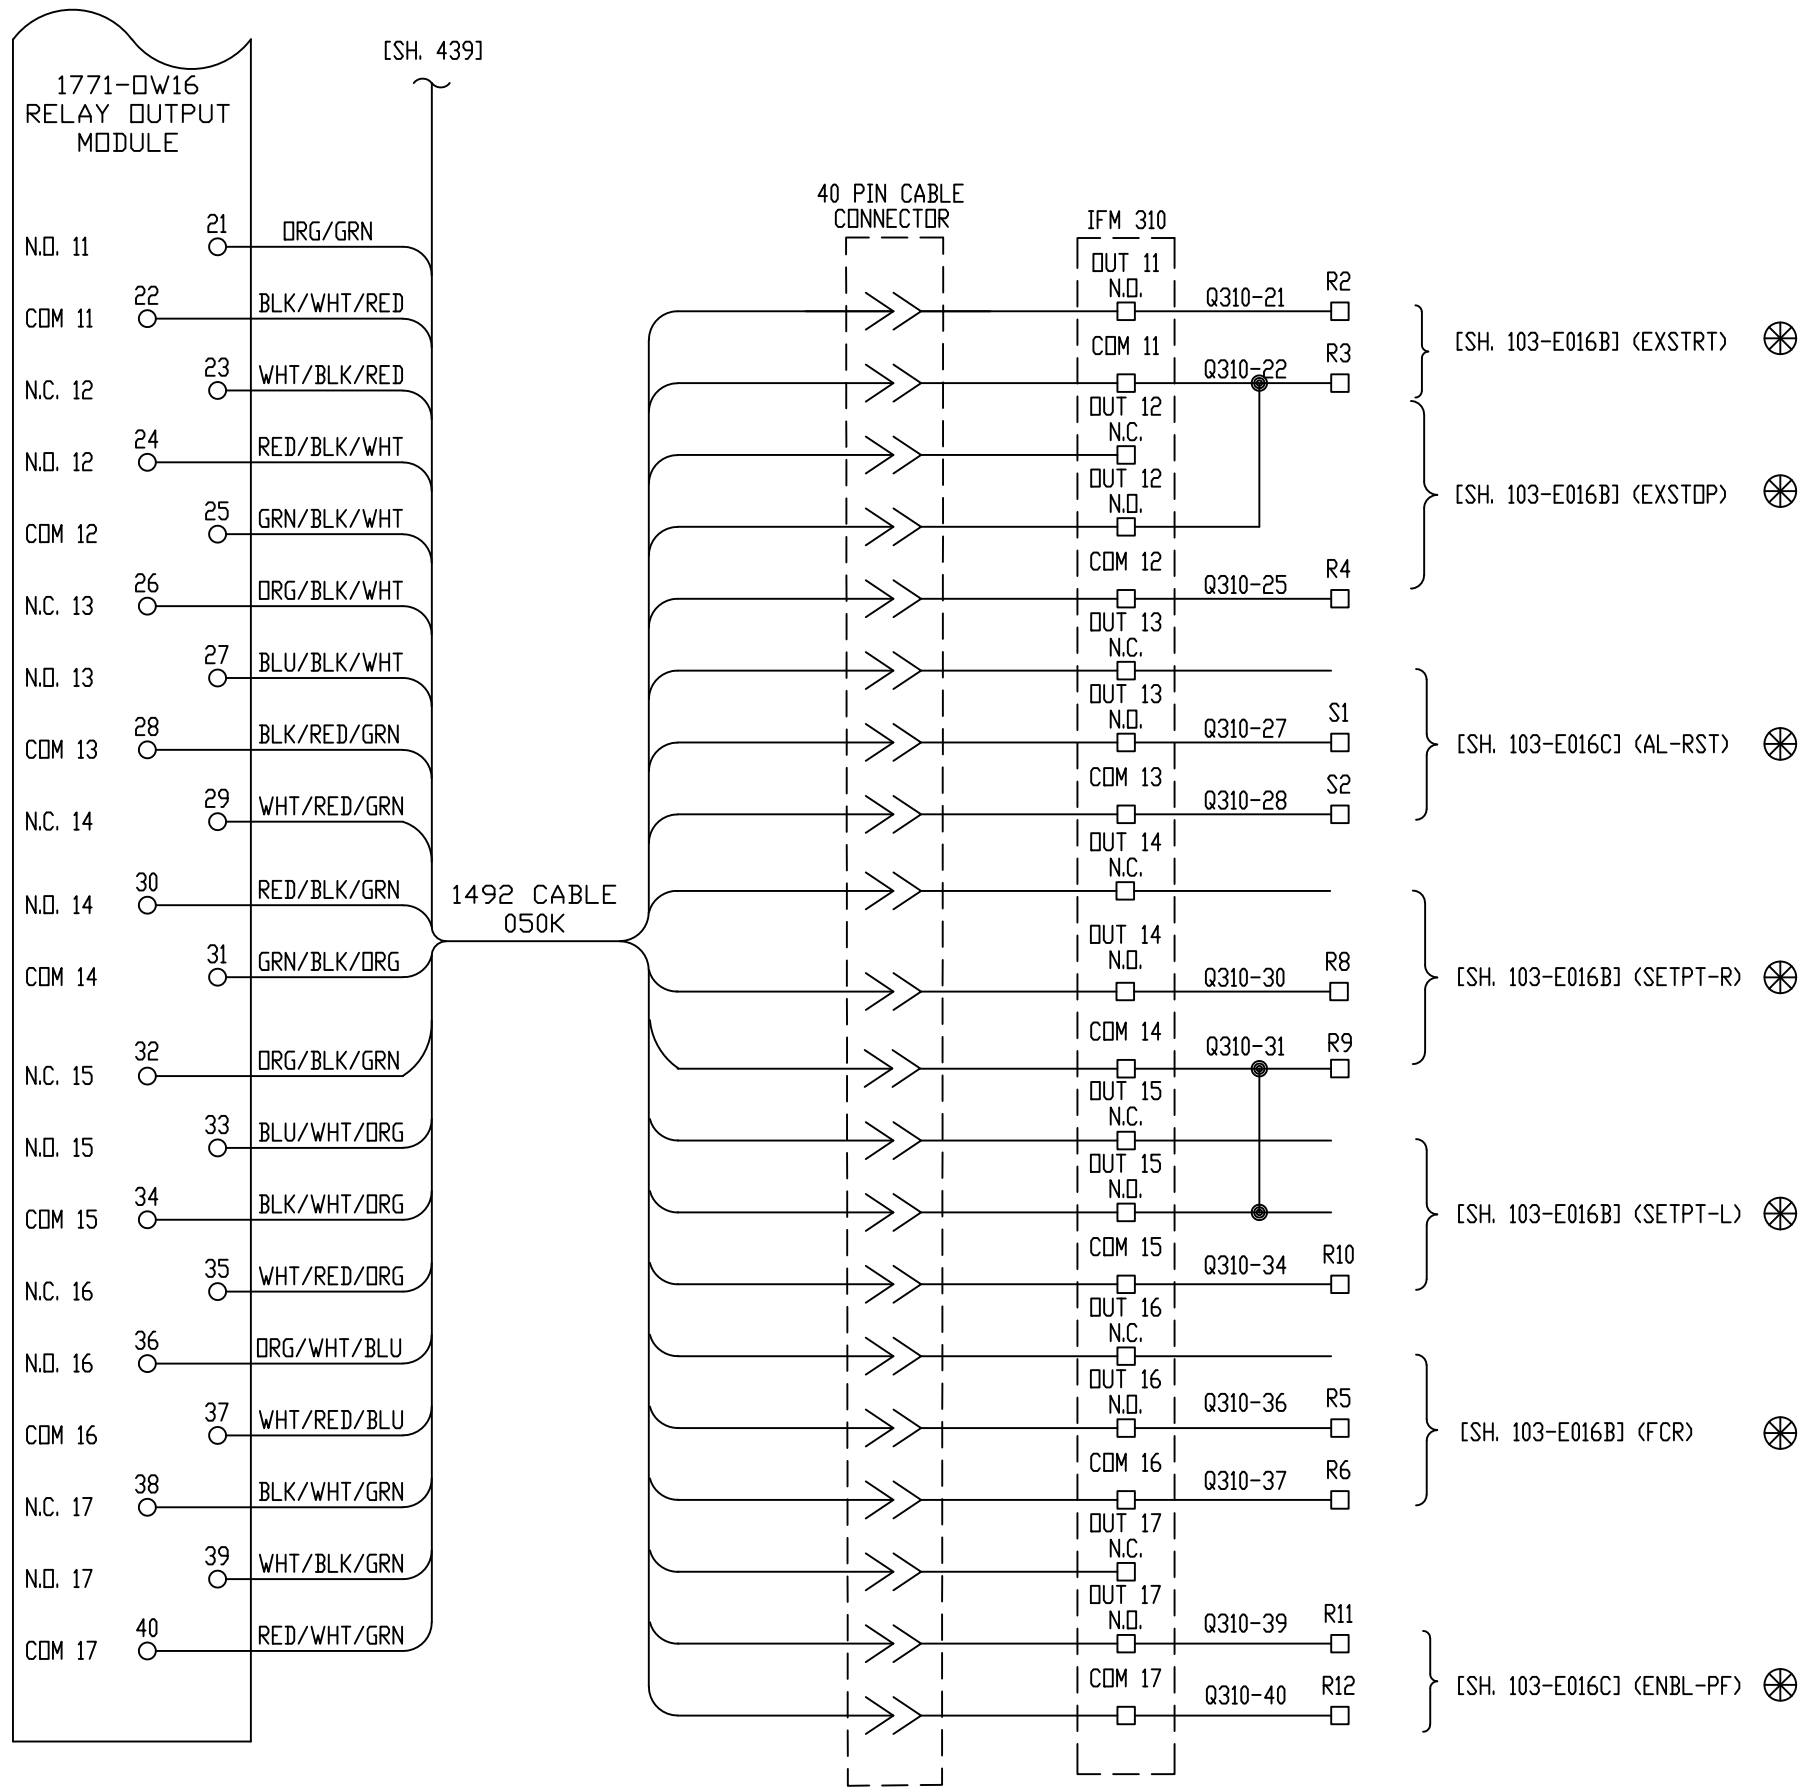 [SH. 439]
1771-OW16
RELAY OUTPUT
MODULE
N.O. 11 21 ORG/GRN
COM 11 22 BLK/WHT/RED
N.C. 12 23 WHT/BLK/RED
N.O. 12 24 RED/BLK/WHT
COM 12 25 GRN/BLK/WHT
N.C. 13 26 ORG/BLK/WHT
N.O. 13 27 BLU/BLK/WHT
COM 13 28 BLK/RED/GRN
N.C. 14 29 WHT/RED/GRN
N.O. 14 30 RED/BLK/GRN
COM 14 31 GRN/BLK/ORG
N.C. 15 32 ORG/BLK/GRN
N.O. 15 33 BLU/WHT/ORG
COM 15 34 BLK/WHT/ORG
N.C. 16 35 WHT/RED/ORG
N.O. 16 36 ORG/WHT/BLU
COM 16 37 WHT/RED/BLU
N.C. 17 38 BLK/WHT/GRN
N.O. 17 39 WHT/BLK/GRN
COM 17 40 RED/WHT/GRN
1492 CABLE
050K
40 PIN CABLE
CONNECTOR
IFM 310
OUT 11
N.O. Q310-21 R2
COM 11 Q310-22 R3
[SH. 103-E016B] (EXSTRT)
OUT 12
N.C.
OUT 12
N.O.
COM 12 Q310-25 R4
[SH. 103-E016B] (EXSTOP)
OUT 13
N.C.
OUT 13
N.O. Q310-27 S1
COM 13 Q310-28 S2
[SH. 103-E016C] (AL-RST)
OUT 14
N.C.
OUT 14
N.O. Q310-30 R8
COM 14 Q310-31 R9
[SH. 103-E016B] (SETPT-R)
OUT 15
N.C.
OUT 15
N.O.
COM 15 Q310-34 R10
[SH. 103-E016B] (SETPT-L)
OUT 16
N.C.
OUT 16
N.O. Q310-36 R5
COM 16 Q310-37 R6
[SH. 103-E016B] (FCR)
OUT 17
N.C.
OUT 17
N.O. Q310-39 R11
COM 17 Q310-40 R12
[SH. 103-E016C] (ENBL-PF)